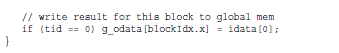 // write result for this block to global mem
if (tid == 0) g_odata[blockIdx.x] = idata[0];
}